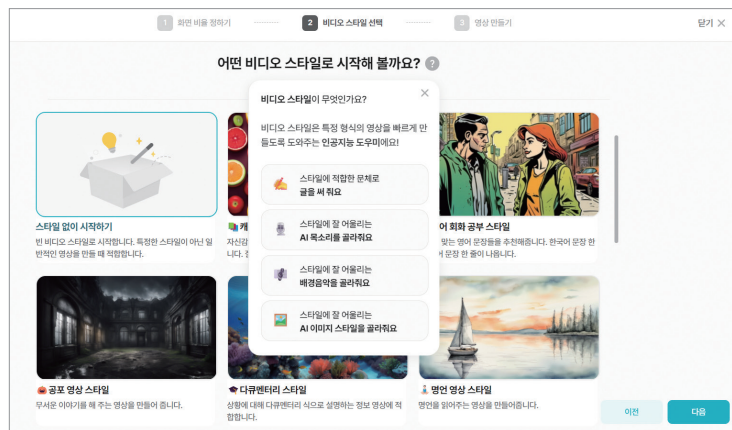 1 화면 비율 정하기
2 비디오 스타일 선택
3 영상 만들기
닫기 ×
어떤 비디오 스타일로 시작해 볼까요? ?
비디오 스타일이 무엇인가요? ×
비디오 스타일은 특정 형식의 영상을 빠르게 만
들도록 도와주는 인공지능 도우미에요!
스타일에 적합한 문체로
글을 써 줘요
스타일에 잘 어울리는
AI 목소리를 골라줘요
스타일에 잘 어울리는
배경음악을 골라줘요
스타일에 잘 어울리는
AI 이미지 스타일을 골라줘요
스타일 없이 시작하기
빈 비디오 스타일로 시작합니다. 특정한 스타일이 아닌 일
반적인 영상을 만들 때 적합합니다.
자신감
니다.
어 회화 공부 스타일
맞는 영어 문장들을 추천해줍니다. 한국어 문장 한
문장 한 줄이 나옵니다.
공포 영상 스타일
무서운 이야기를 해 주는 영상을 만들어 줍니다.
다큐멘터리 스타일
상황에 대해 다큐멘터리 식으로 설명하는 정보 영상에 적
합합니다.
명언 영상 스타일
명언을 읽어주는 영상을 만들어줍니다.
이전
다음